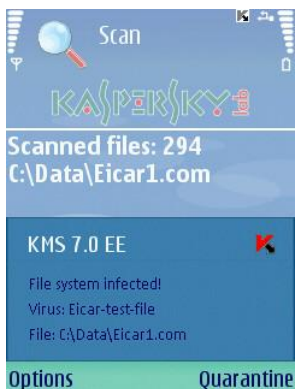 Scan
KASPERSKY lab
Scanned files: 294
C:\Data\Eicar1.com
KMS 7.0 EE
File system infected!
Virus: Eicar-test-file
File: C:\Data\Eicar1.com
Options Quarantine